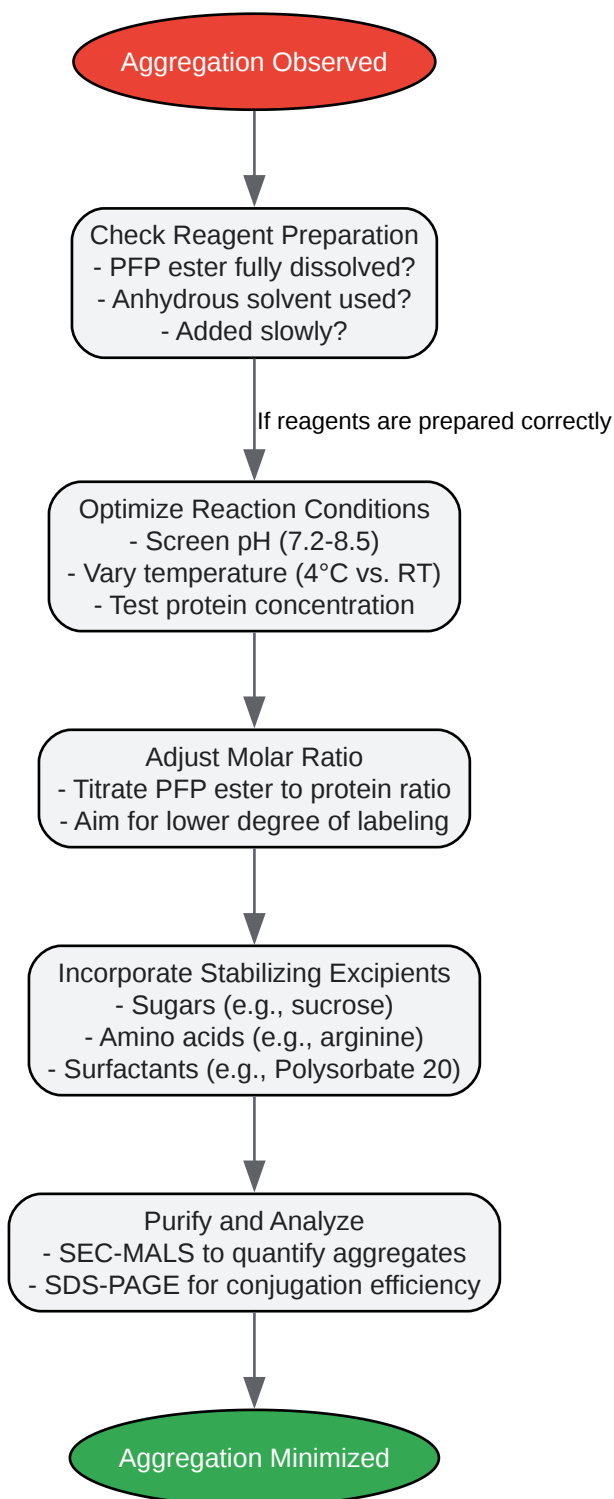 Aggregation Observed
Check Reagent Preparation
- PFP ester fully dissolved?
- Anhydrous solvent used?
- Added slowly?
If reagents are prepared correctly
Optimize Reaction Conditions
- Screen pH (7.2-8.5)
- Vary temperature (4°C vs. RT)
- Test protein concentration
Adjust Molar Ratio
- Titrate PFP ester to protein ratio
- Aim for lower degree of labeling
Incorporate Stabilizing Excipients
- Sugars (e.g., sucrose)
- Amino acids (e.g., arginine)
- Surfactants (e.g., Polysorbate 20)
Purify and Analyze
- SEC-MALS to quantify aggregates
- SDS-PAGE for conjugation efficiency
Aggregation Minimized